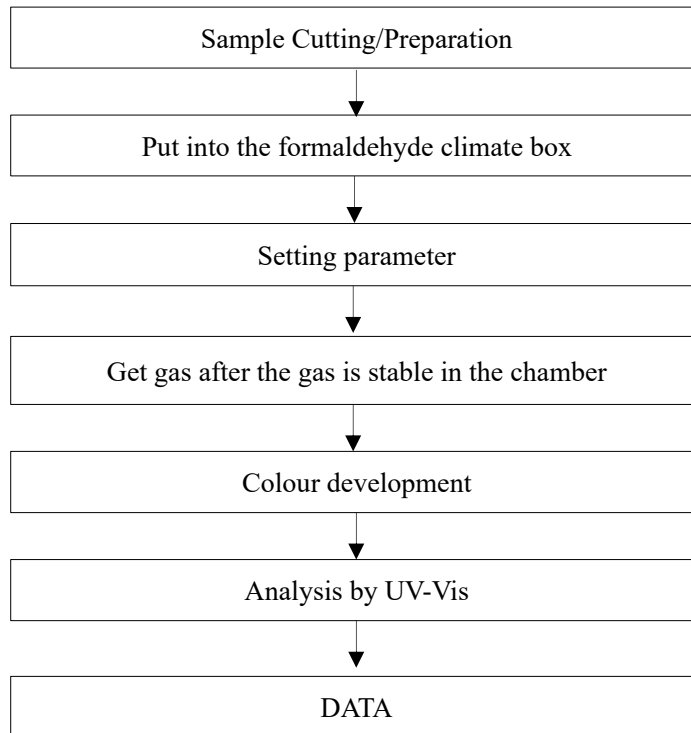 Sample Cutting/Preparation
Put into the formaldehyde climate box
Setting parameter
Get gas after the gas is stable in the chamber
Colour development
Analysis by UV-Vis
DATA